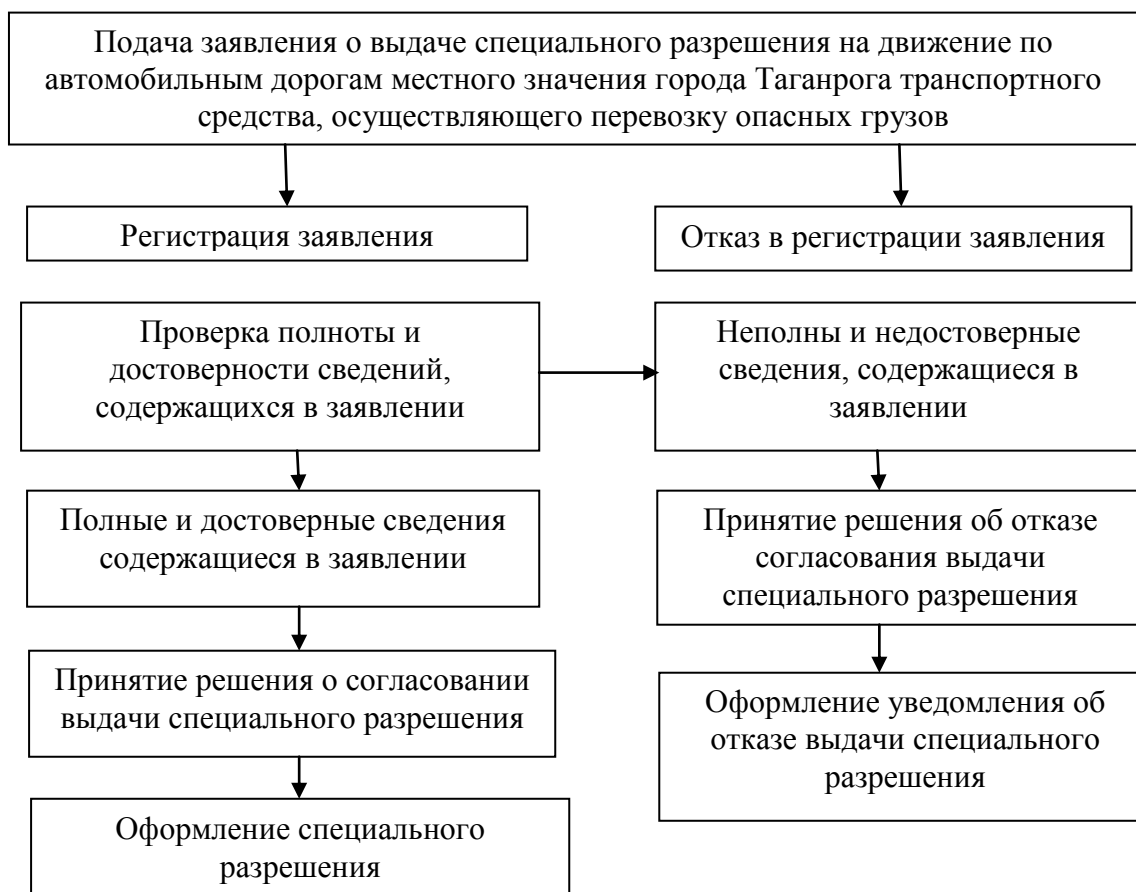 Подача заявления о выдаче специального разрешения на движение по
автомобильным дорогам местного значения города Таганрога транспортного
средства, осуществляющего перевозку опасных грузов
Регистрация заявления
Отказ в регистрации заявления
Проверка полноты и
достоверности сведений,
содержащихся в заявлении
Неполны и недостоверные
сведения, содержащиеся в
заявлении
Полные и достоверные сведения
содержащиеся в заявлении
Принятие решения об отказе
согласования выдачи
специального разрешения
Принятие решения о согласовании
выдачи специального разрешения
Оформление уведомления об
отказе выдачи специального
разрешения
Оформление специального
разрешения